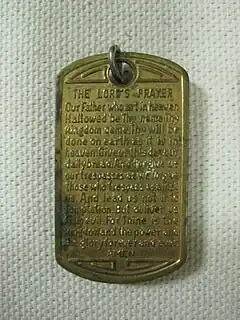 THE LORD'S PRAYER
Our Father who art in heaven
Hallowed be Thy name Thy
kingdom come. Thy will be
done on earth as it is in
heaven Give us this day our
daily bread. And forgive us
our trespasses as we forgive
those who trespass against
us And lead us not into
temptation But deliver us
from evil. For Thine is the
kingdom and the power and
the glory forever and ever
AMEN